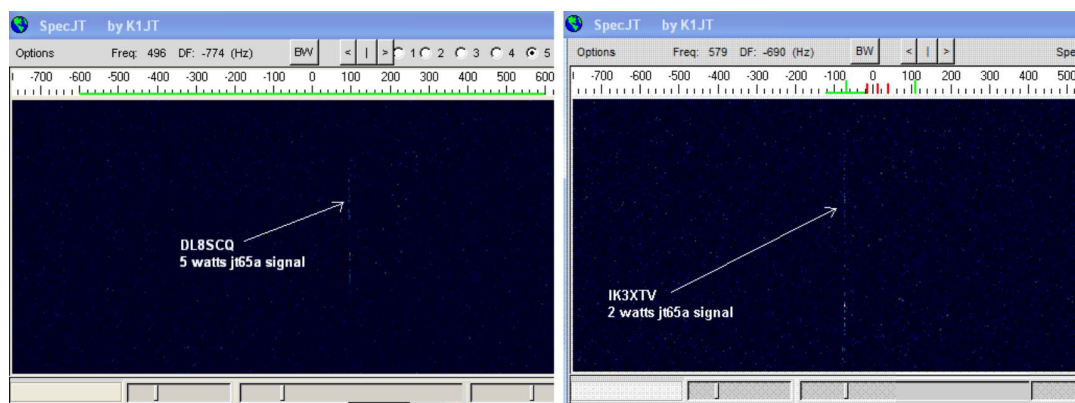 SpecJT by K1JT
Options Freq: 496 DF: -774 (Hz) BW < | > 1 2 3 4 5
-700 -600 -500 -400 -300 -200 -100 0 100 200 300 400 500 600
DL8SCQ
5 watts jt65a signal
SpecJT by K1JT
Options Freq: 579 DF: -690 (Hz) BW < | > Spe
-700 -600 -500 -400 -300 -200 -100 0 100 200 300 400 500
IK3XTV
2 watts jt65a signal